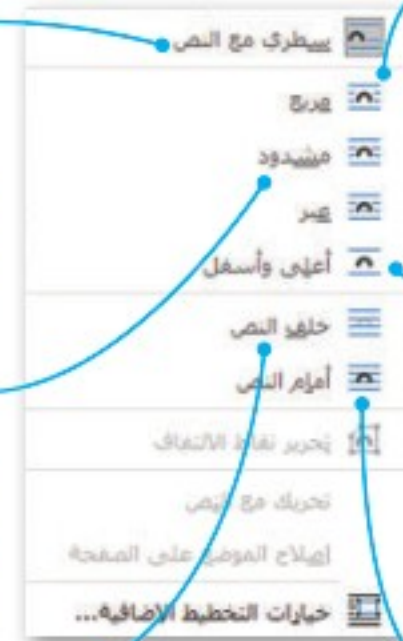 سطري مع النص
مربع
مشدود
عبر
أعلى وأسفل
خلف النص
أمام النص
تحرير نقاط الالتفاف
تحريك مع النص
إصلاح الموضع على الصفحة
خيارات التخطيط الإضافية...